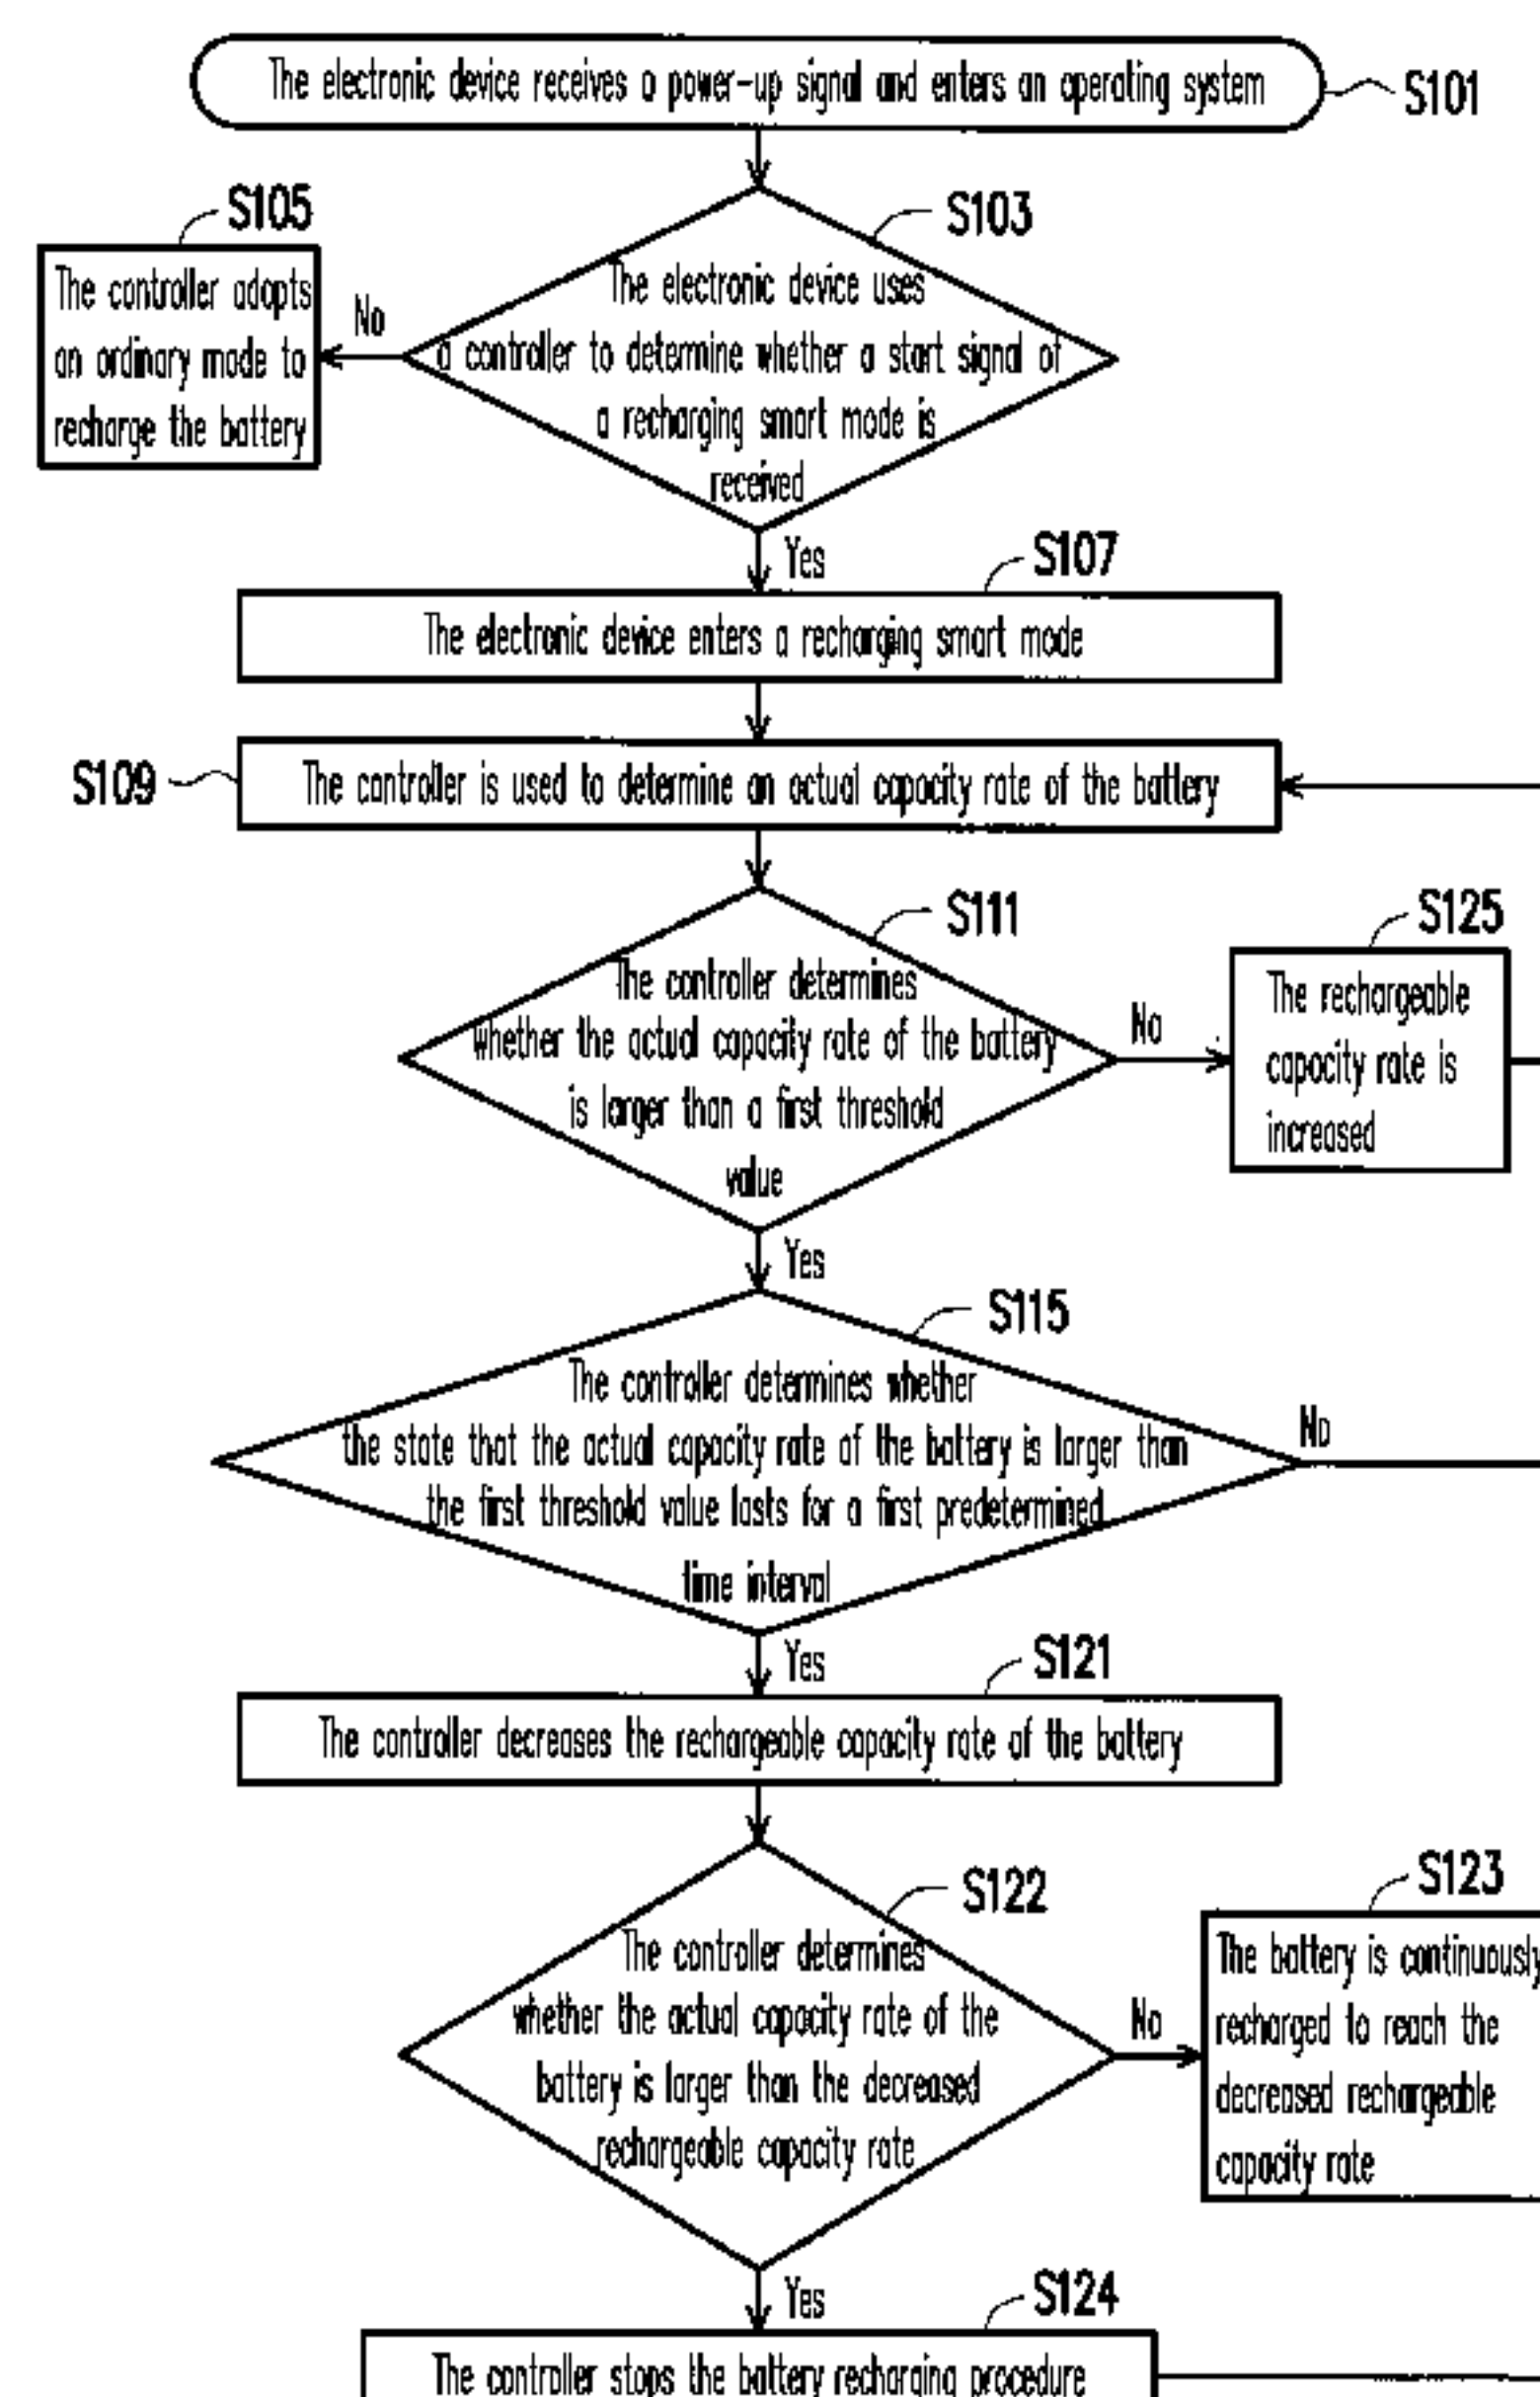 The electronic device receives a power-up signal and enters an operating system
S101
S105
S103
The controller adopts
an ordinary mode to
recharge the battery
No
The electronic device uses
a controller to determine whether a start signal of
a recharging smart mode is
received
Yes
S107
The electronic device enters a recharging smart mode
S109
The controller is used to determine an actual capacity rate of the battery
S111
S125
The controller determines
whether the actual capacity rate of the battery
is larger than a first threshold
value
No
The rechargeable
capacity rate is
increased
Yes
S115
The controller determines whether
the state that the actual capacity rate of the battery is larger than
the first threshold value lasts for a first predetermined
time interval
No
Yes
S121
The controller decreases the rechargeable capacity rate of the battery
S122
S123
The controller determines
whether the actual capacity rate of the
battery is larger than the decreased
rechargeable capacity rate
No
The battery is continuously
recharged to reach the
decreased rechargeable
capacity rate
Yes
S124
The controller stops the battery recharging procedure